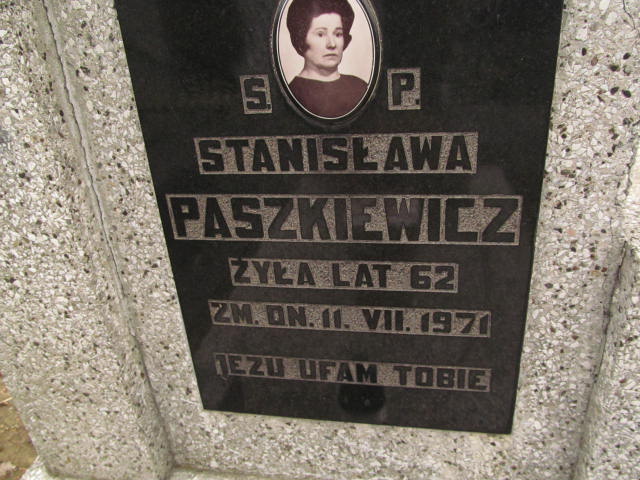 Ś. P.
STANISŁAWA
PASZKIEWICZ
ŻYŁA LAT 62
ZM. DN. 11. VII. 1971
JEZU UFAM TOBIE